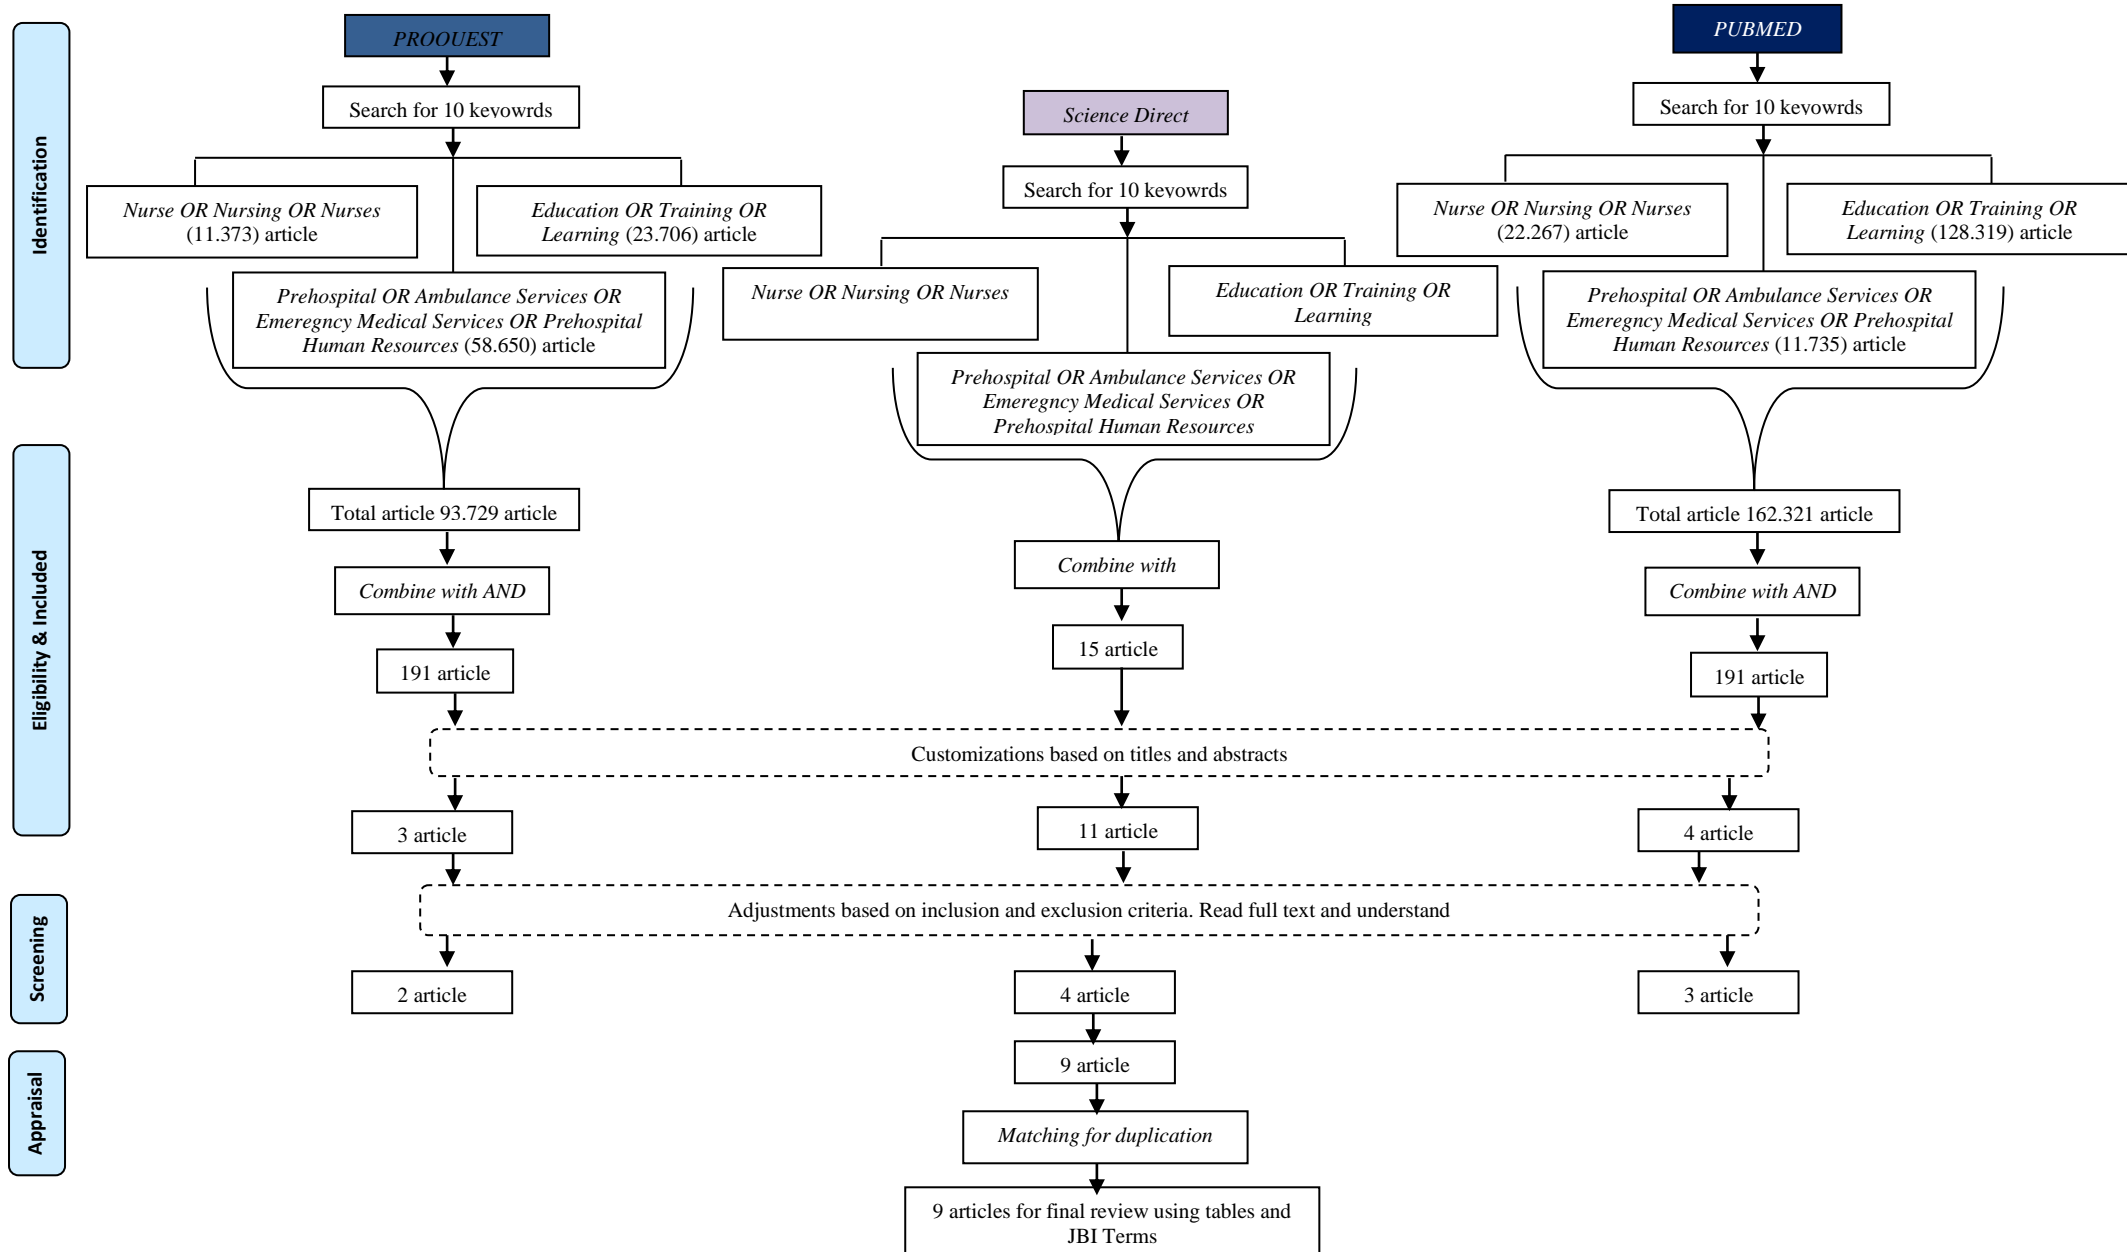 Identification
PROQUEST
Search for 10 keyowrds
Nurse OR Nursing OR Nurses
(11.373) article
Education OR Training OR
Learning (23.706) article
Prehospital OR Ambulance Services OR
Emeregncy Medical Services OR Prehospital
Human Resources (58.650) article
Science Direct
Search for 10 keyowrds
Nurse OR Nursing OR Nurses
Education OR Training OR
Learning
Prehospital OR Ambulance Services OR
Emeregncy Medical Services OR
Prehospital Human Resources
PUBMED
Search for 10 keyowrds
Nurse OR Nursing OR Nurses
(22.267) article
Education OR Training OR
Learning (128.319) article
Prehospital OR Ambulance Services OR
Emeregncy Medical Services OR Prehospital
Human Resources (11.735) article
Eligibility & Included
Total article 93.729 article
Combine with AND
191 article
Combine with
15 article
Total article 162.321 article
Combine with AND
191 article
Customizations based on titles and abstracts
3 article
11 article
4 article
Screening
Adjustments based on inclusion and exclusion criteria. Read full text and understand
2 article
4 article
3 article
Appraisal
9 article
Matching for duplication
9 articles for final review using tables and
JBI Terms